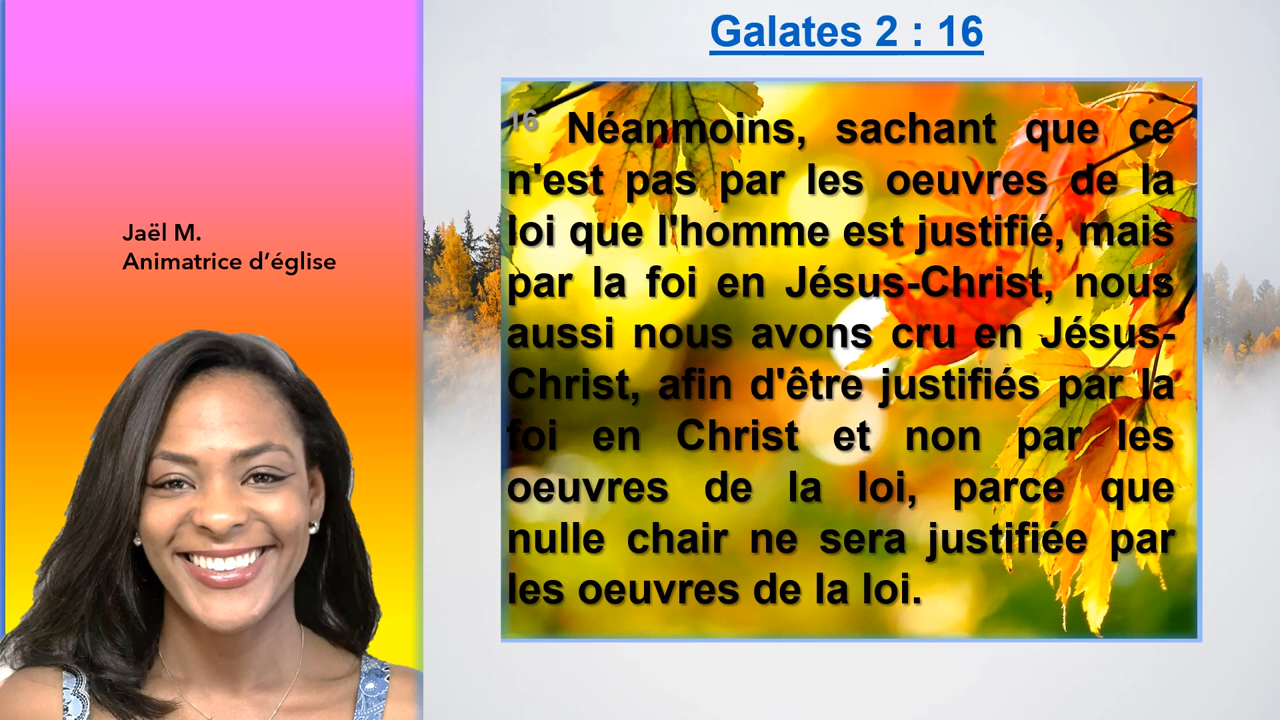 Galates 2 : 16
Jaël M.
Animatrice d’église
16 Néanmoins, sachant que ce
n'est pas par les oeuvres de la
loi que l'homme est justifié, mais
par la foi en Jésus-Christ, nous
aussi nous avons cru en Jésus-
Christ, afin d'être justifiés par la
foi en Christ et non par les
oeuvres de la loi, parce que
nulle chair ne sera justifiée par
les oeuvres de la loi.